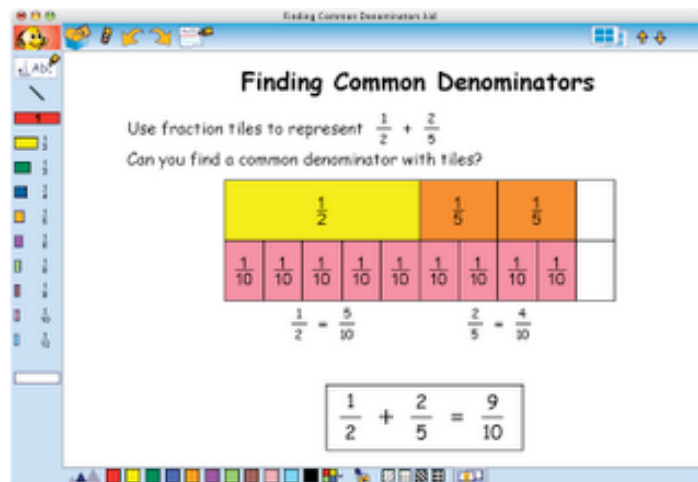 Finding Common Denominators
Finding Common Denominators
Use fraction tiles to represent 1/2 + 2/5
Can you find a common denominator with tiles?
1/2 1/5 1/5
1/10 1/10 1/10 1/10 1/10 1/10 1/10 1/10 1/10
1/2 = 5/10 2/5 = 4/10
1/2 + 2/5 = 9/10